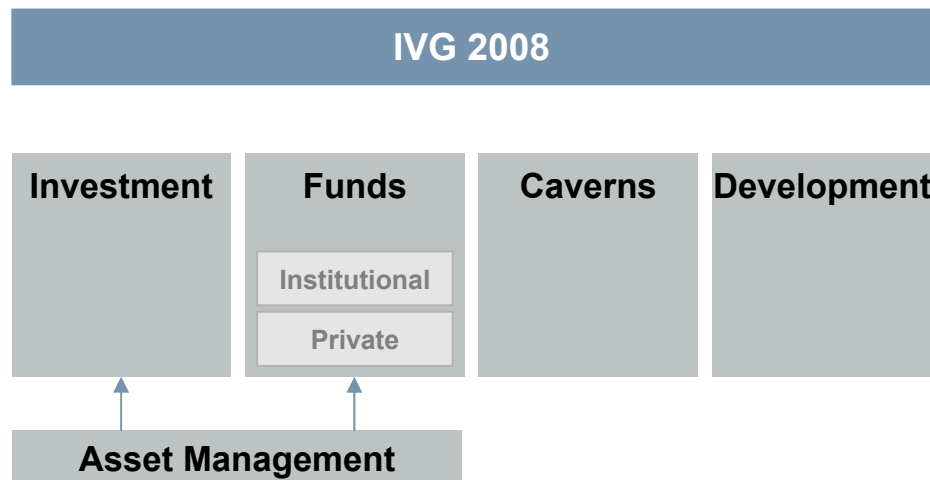 IVG 2008
Investment
Funds
Caverns
Development
Institutional
Private
Asset Management